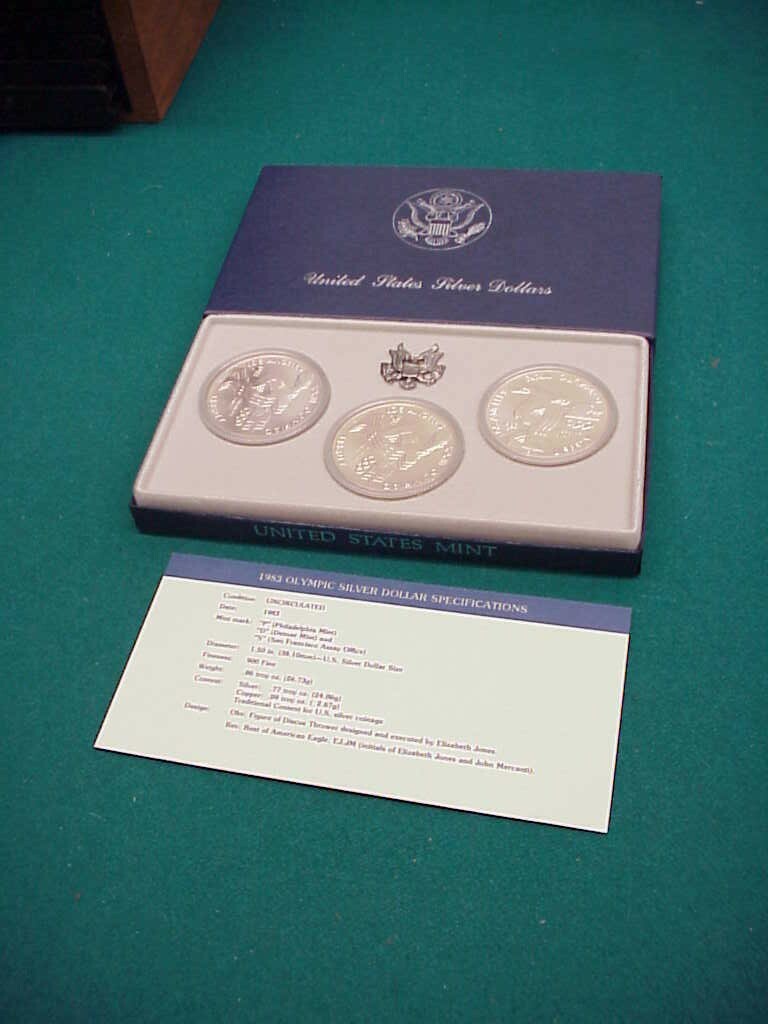 United States Silver Dollars
LOS ANGELES
LOS ANGELES
UNITED STATES MINT
1983 OLYMPIC SILVER DOLLAR SPECIFICATIONS
Condition: UNCIRCULATED
Date: 1983
Mint mark: "P" (Philadelphia Mint)
"D" (Denver Mint) and
"S" (San Francisco Assay Office)
Diameter: 1.50 in. (38.10mm)—U.S. Silver Dollar Size
Fineness: 900 Fine
Weight: .86 troy oz. (26.73g)
Content: Silver: .77 troy oz. (24.06g)
Copper: .09 troy oz. ( 2.67g)
Traditional Content for U.S. silver coinage
Design: Obv. Figure of Discus Thrower designed and executed by Elizabeth Jones.
Rev. Bust of American Eagle, EJ,JM (initials of Elizabeth Jones and John Mercanti).